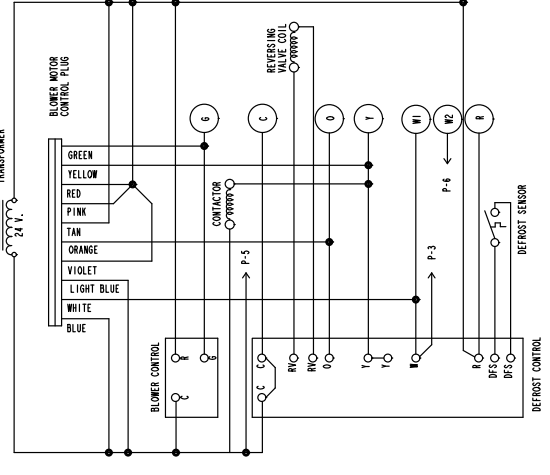 TRANSFORMER
24 V.
BLOWER MOTOR
CONTROL PLUG
GREEN
YELLOW
RED
PINK
TAN
ORANGE
VIOLET
LIGHT BLUE
WHITE
BLUE
REVERSING
VALVE COIL
CONTACTOR
G
C
O
Y
W1
W2
R
P-6
P-5
P-3
DEFROST SENSOR
BLOWER CONTROL
R
G
C
C
C
RV
RV
O
Y
Y
W
R
DFS
DFS
DEFROST CONTROL